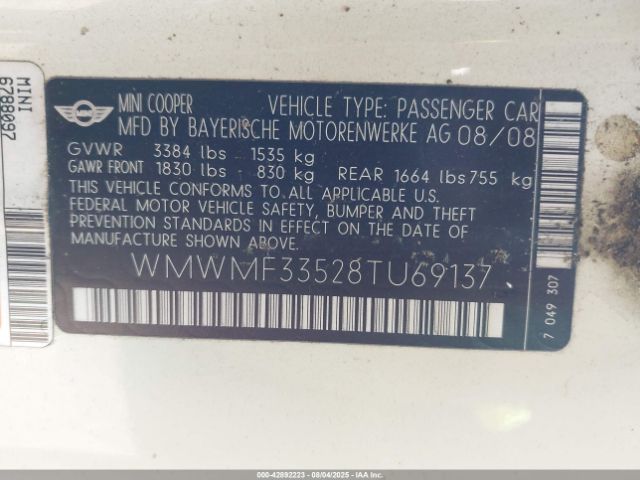 MINI COOPER VEHICLE TYPE: PASSENGER CAR
MFD BY BAYERISCHE MOTORENWERKE AG 08/08
GVWR 3384 lbs - 1535 kg
GAWR FRONT 1830 lbs - 830 kg REAR 1664 lbs 755 kg
THIS VEHICLE CONFORMS TO ALL APPLICABLE U.S.
FEDERAL MOTOR VEHICLE SAFETY, BUMPER AND THEFT
PREVENTION STANDARDS IN EFFECT ON THE DATE OF
MANUFACTURE SHOWN ABOVE.
WMWMF33528TU69137
7 049 307
MINI
6788097
000-42892223 - 08/04/2025 - IAA Inc.